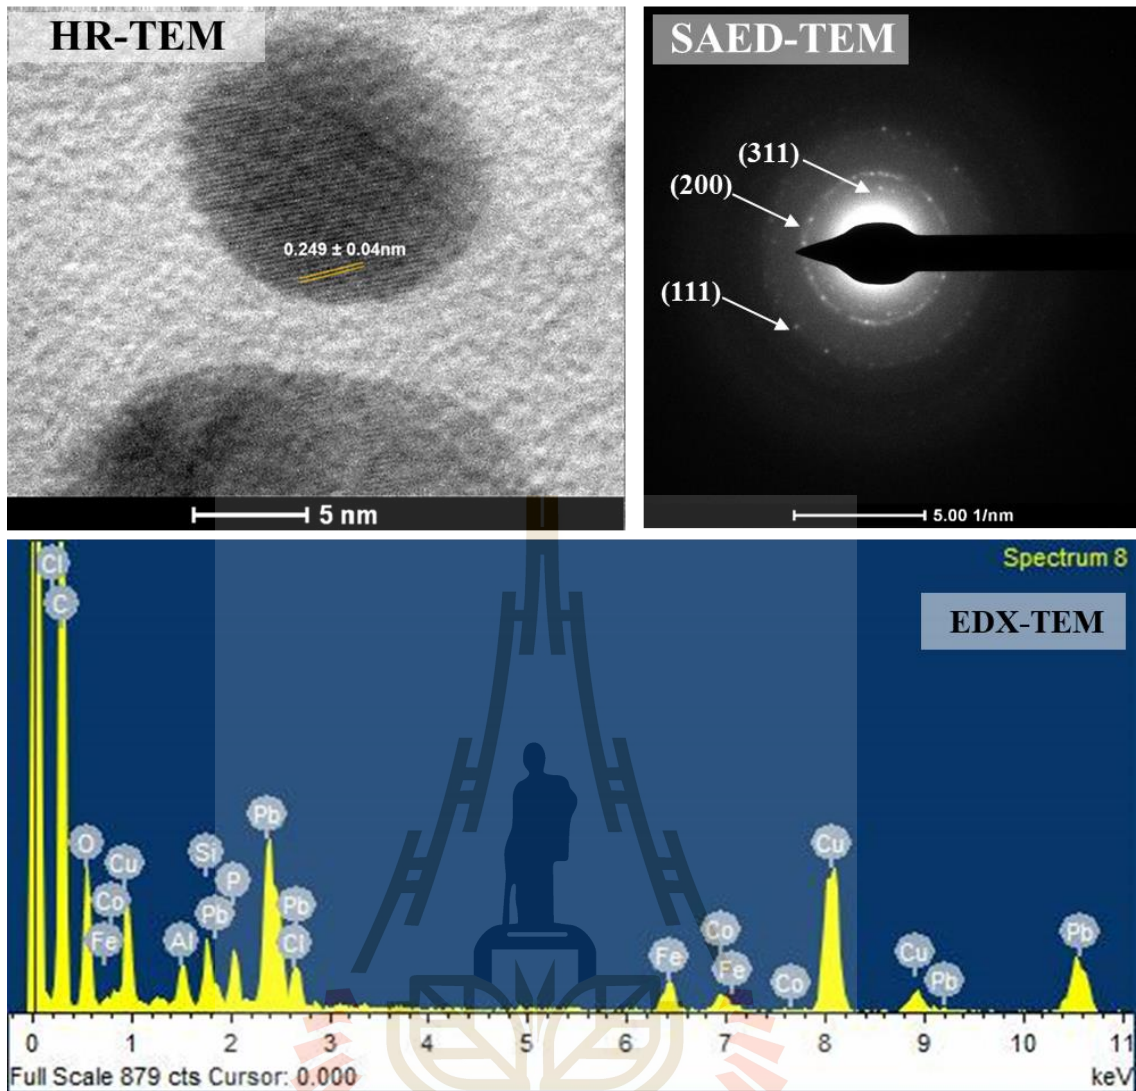 HR-TEM
0.249 ± 0.04nm
5 nm
SAED-TEM
(311)
(200)
(111)
5.00 1/nm
Spectrum 8
EDX-TEM
Cl
C
O
Cu
Co
Fe
Al
Si
Pb
P
Pb
Pb
Cl
Fe
Co
Fe
Co
Cu
Cu
Pb
Pb
0 1 2 3 4 5 6 7 8 9 10 11
Full Scale 879 cts Cursor: 0.000 keV